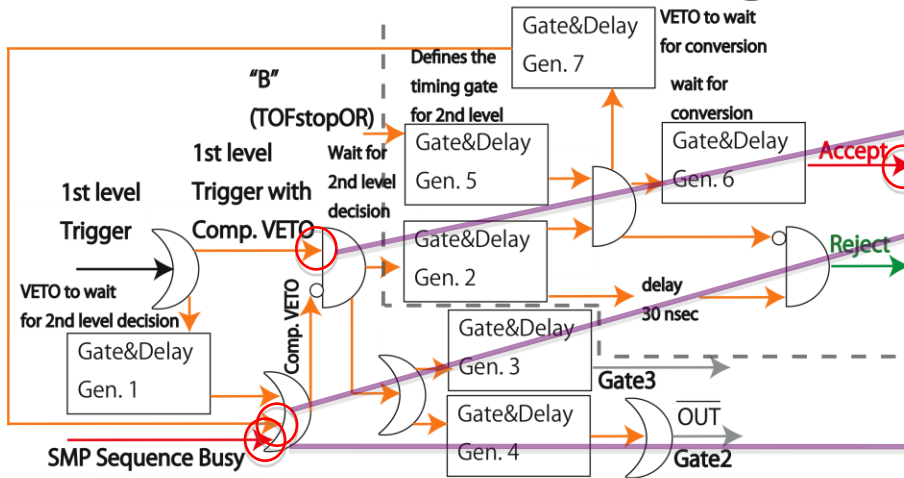 Gate&Delay
Gen. 7
VETO to wait
for conversion
Defines the
timing gate
for 2nd level
wait for
conversion
“B”
(TOFstopOR)
Gate&Delay
Gen. 5
Gate&Delay
Gen. 6
Accept
1st level
Trigger with
Comp. VETO
Wait for
2nd level
decision
1st level
Trigger
Gate&Delay
Gen. 2
Reject
delay
30 nsec
VETO to wait
for 2nd level decision
Comp. VETO
Gate&Delay
Gen. 1
Gate&Delay
Gen. 3
Gate3
Gate&Delay
Gen. 4
OUT
Gate2
SMP Sequence Busy